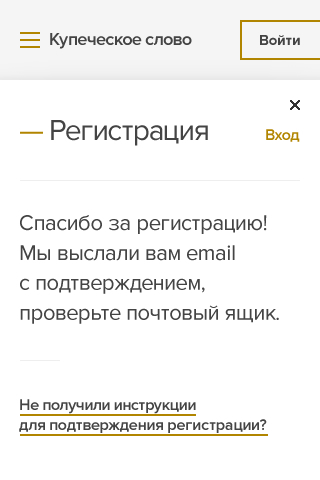 Купеческое слово
Войти
Регистрация
Вход
Спасибо за регистрацию!
Мы выслали вам email
с подтверждением,
проверьте почтовый ящик.
Не получили инструкции
для подтверждения регистрации?